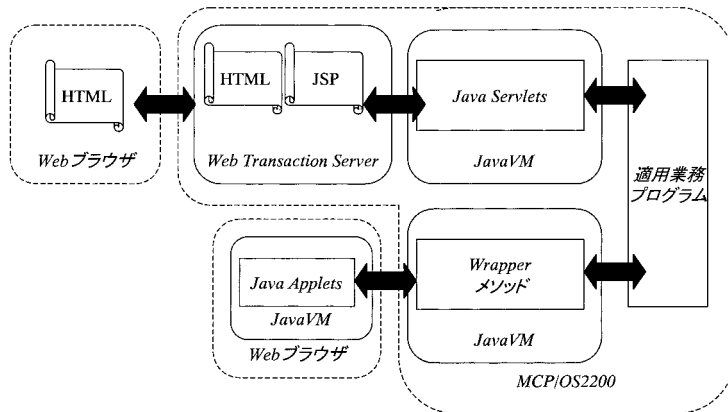 HTML
Webブラウザ
HTML
JSP
Web Transaction Server
Java Servlets
JavaVM
適用業務
プログラム
Java Applets
JavaVM
Webブラウザ
Wrapper
メソッド
JavaVM
MCP/OS2200